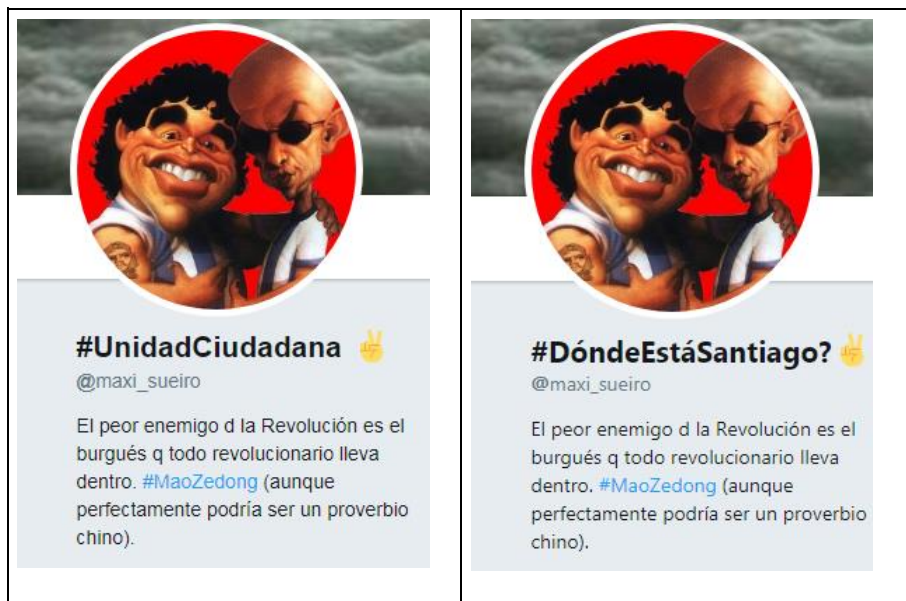 #UnidadCiudadana ✌
@maxi_sueiro
El peor enemigo d la Revolución es el
burgués q todo revolucionario lleva
dentro. #MaoZedong (aunque
perfectamente podría ser un proverbio
chino).
#DóndeEstáSantiago? ✌
@maxi_sueiro
El peor enemigo d la Revolución es el
burgués q todo revolucionario lleva
dentro. #MaoZedong (aunque
perfectamente podría ser un proverbio
chino).